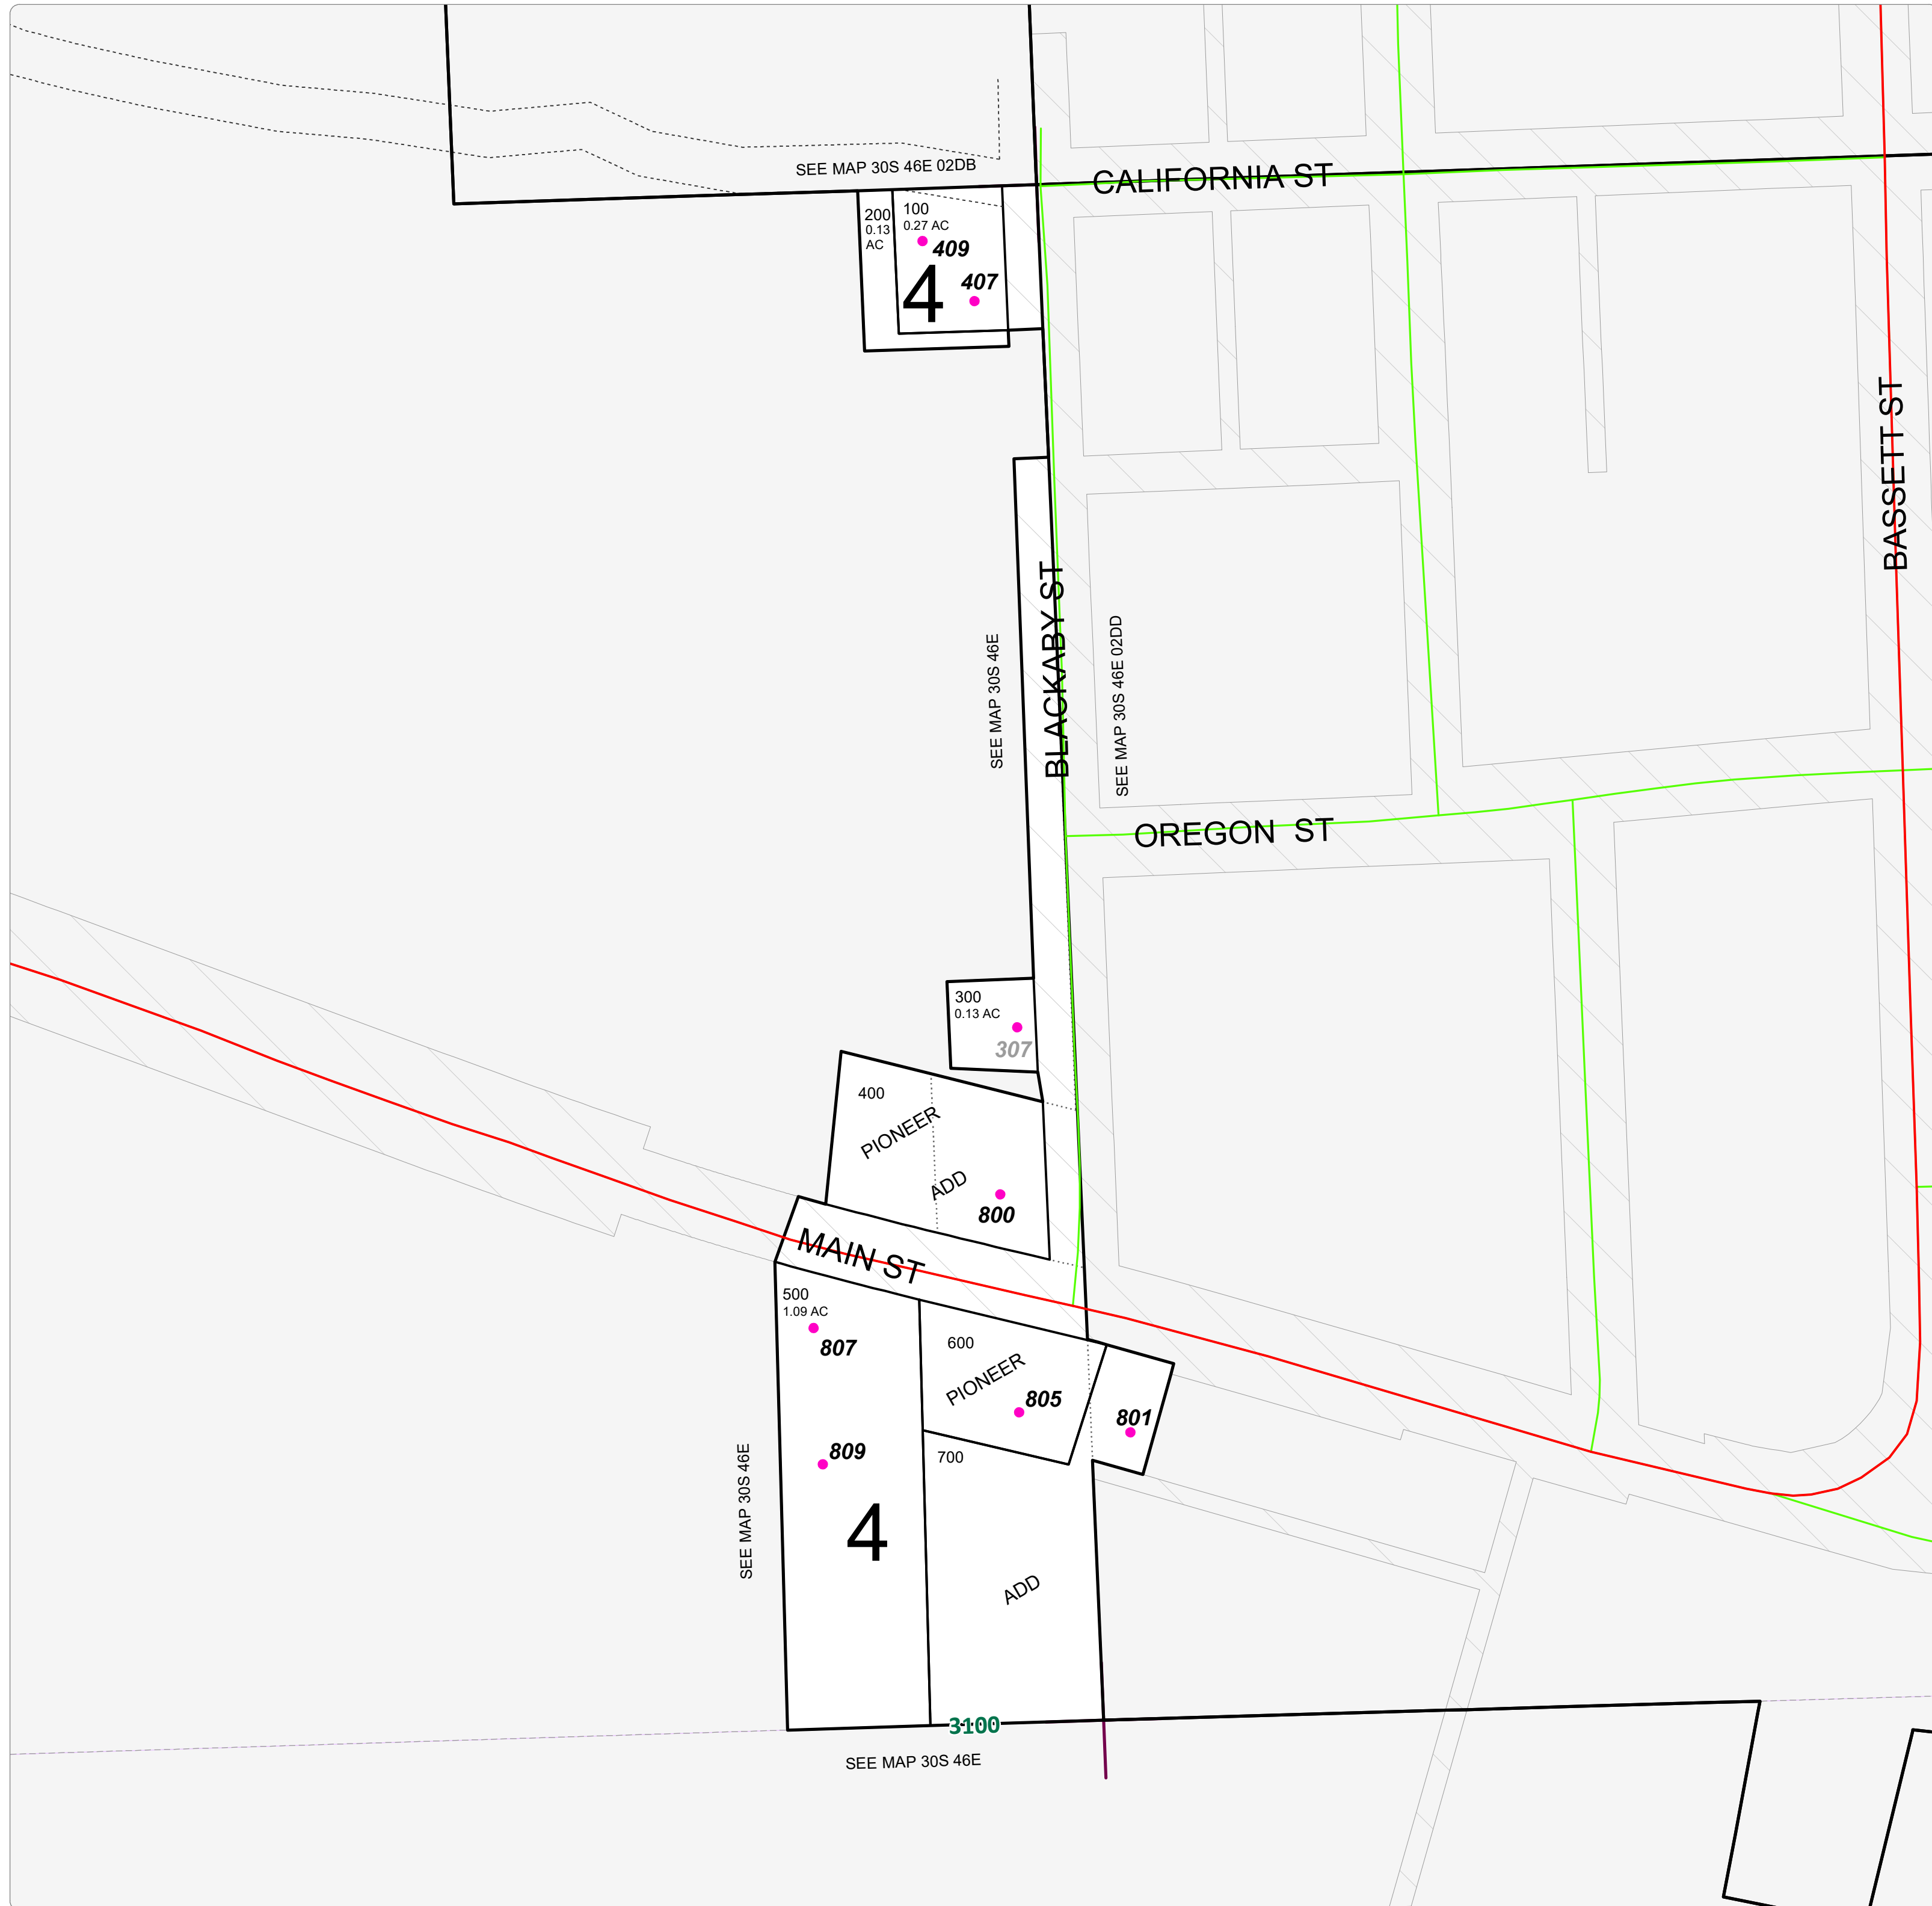 SEE MAP 30S 46E 02DB
CALIFORNIA ST
200
0.13
AC
100
0.27 AC
409
407
4
BASSETT ST
BLACKABY ST
SEE MAP 30S 46E
SEE MAP 30S 46E 02DD
OREGON ST
300
0.13 AC
307
400
PIONEER
ADD
800
MAIN ST
500
1.09 AC
807
600
PIONEER
805
801
809
700
4
SEE MAP 30S 46E
ADD
3100
SEE MAP 30S 46E